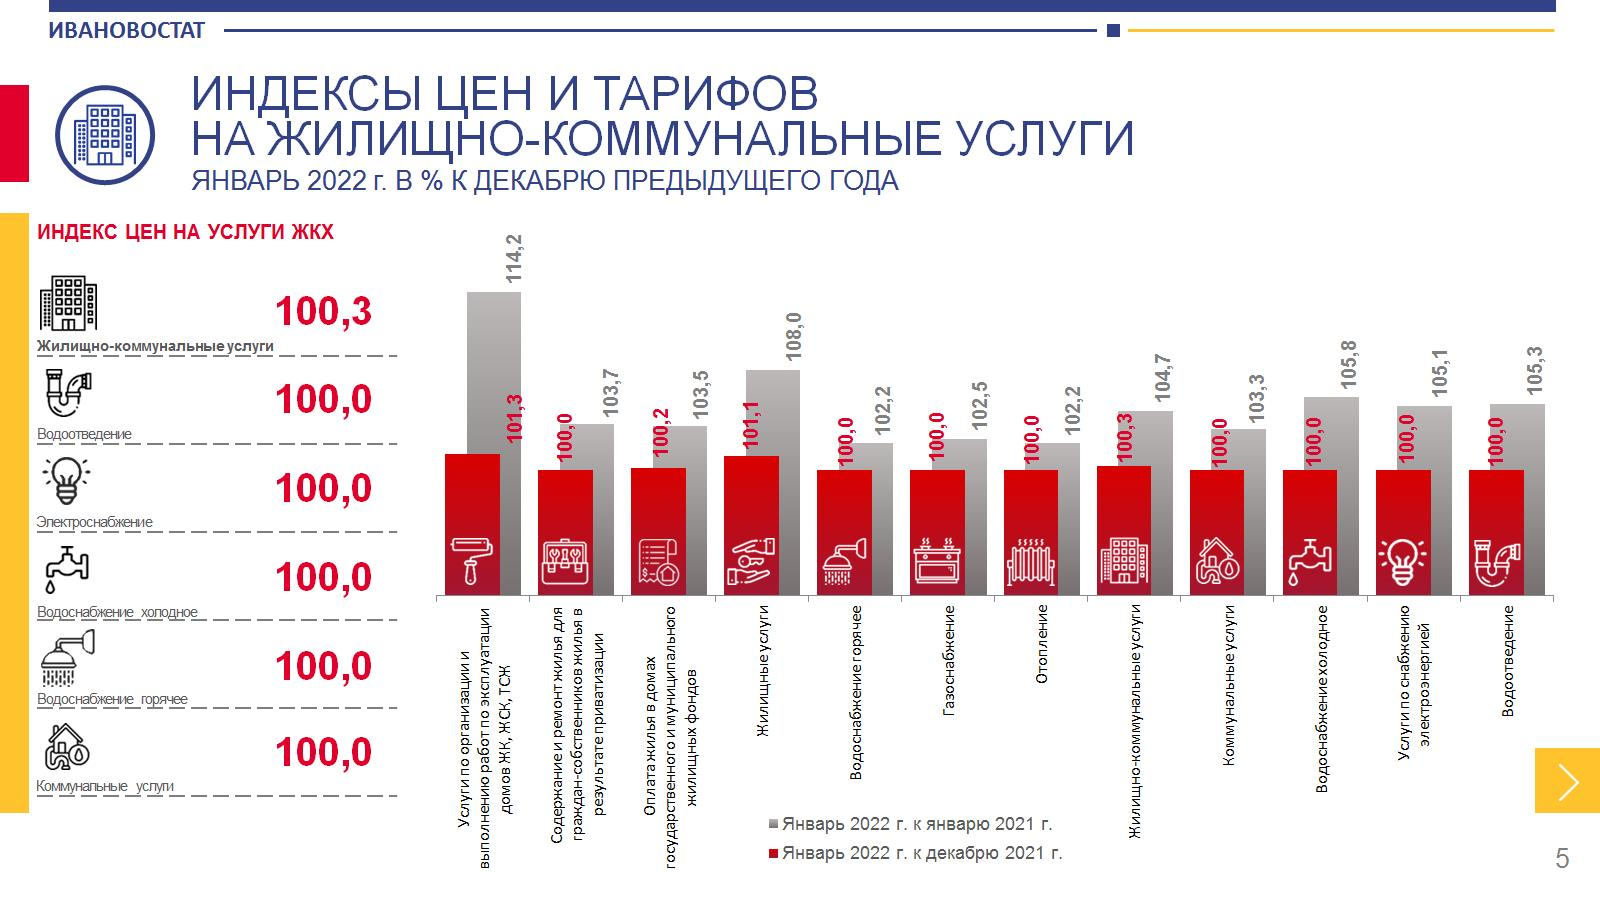 ИВАНОВОСТАТ
ИНДЕКСЫ ЦЕН И ТАРИФОВ
НА ЖИЛИЩНО-КОММУНАЛЬНЫЕ УСЛУГИ
ЯНВАРЬ 2022 г. В % К ДЕКАБРЮ ПРЕДЫДУЩЕГО ГОДА
ИНДЕКС ЦЕН НА УСЛУГИ ЖКХ
100,3
Жилищно-коммунальные услуги
100,0
Водоотведение
100,0
Электроснабжение
100,0
Водоснабжение холодное
100,0
Водоснабжение горячее
100,0
Коммунальные услуги
114,2
101,3
103,7
100,0
103,5
100,2
108,0
101,1
102,2
100,0
102,5
100,0
102,2
100,0
104,7
100,3
103,3
100,0
105,8
100,0
105,1
100,0
105,3
100,0
Услуги по организации и
выполнению работ по эксплуатации
домов ЖК, ЖСК, ТСЖ
Содержание и ремонт жилья для
граждан-собственников жилья в
результате приватизации
Оплата жилья в домах
государственного и муниципального
жилищных фондов
Жилищные услуги
Водоснабжение горячее
Газоснабжение
Отопление
Жилищно-коммунальные услуги
Коммунальные услуги
Водоснабжение холодное
Услуги по снабжению
электроэнергией
Водоотведение
Январь 2022 г. к январю 2021 г.
Январь 2022 г. к декабрю 2021 г.
5